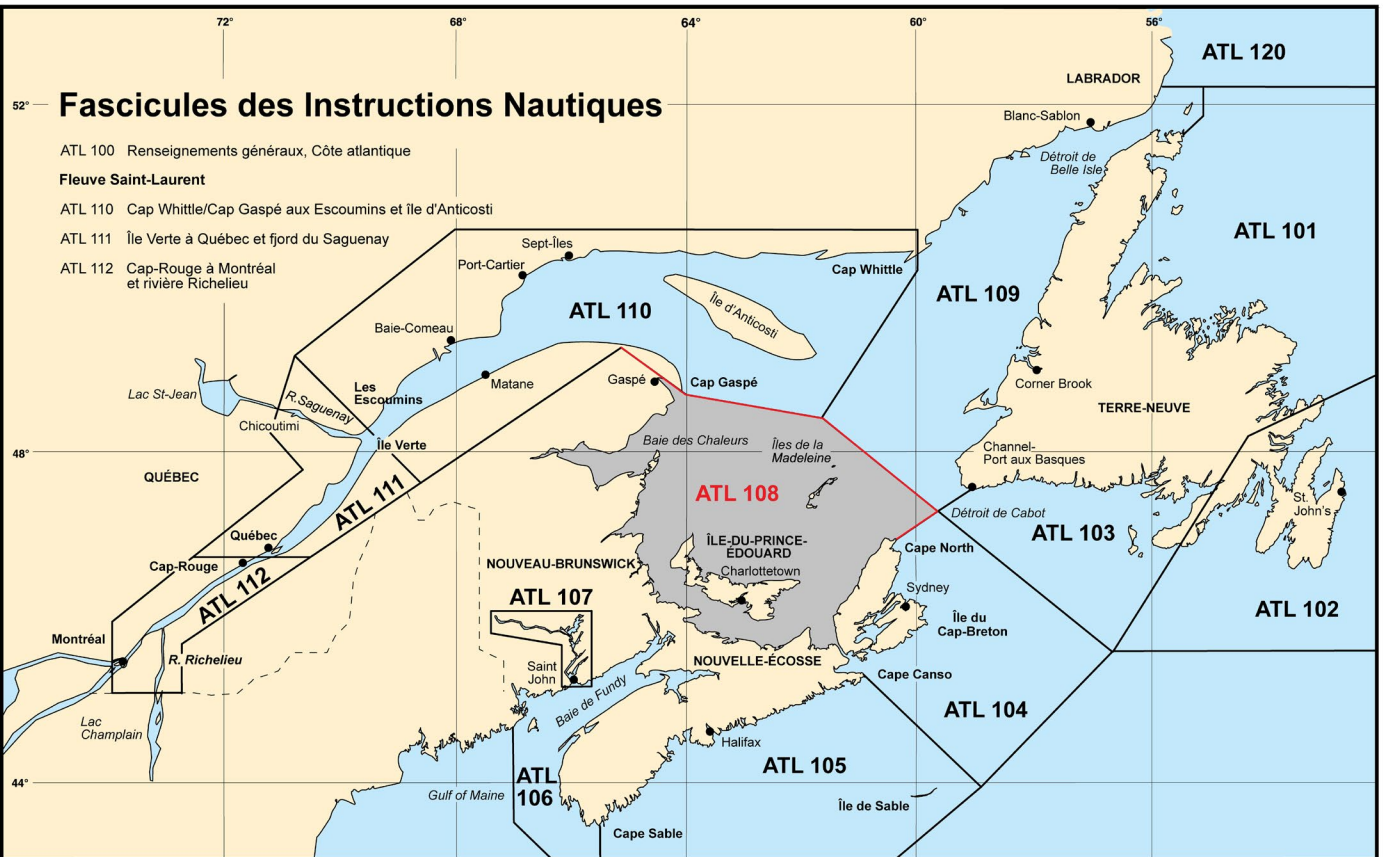 72°
68°
64°
60°
56°
ATL 120
LABRADOR
52°
Fascicules des Instructions Nautiques
Blanc-Sablon
ATL 100 Renseignements généraux, Côte atlantique
Détroit de
Belle Isle
Fleuve Saint-Laurent
ATL 110 Cap Whittle/Cap Gaspé aux Escoumins et île d'Anticosti
ATL 101
ATL 111 Île Verte à Québec et fjord du Saguenay
Sept-Îles
ATL 112 Cap-Rouge à Montréal
et rivière Richelieu
Port-Cartier
Cap Whittle
ATL 109
Île d'Anticosti
ATL 110
Baie-Comeau
Lac St-Jean
Les
Escoumins
Matane
Gaspé
Cap Gaspé
Corner Brook
R.Saguenay
TERRE-NEUVE
Chicoutimi
Île Verte
Baie des Chaleurs
Îles de la
Madeleine
Channel-
Port aux Basques
48°
QUÉBEC
ATL 111
ATL 108
St.
John's
Détroit de Cabot
Québec
ATL 103
Cap-Rouge
ÎLE-DU-PRINCE-
ÉDOUARD
Cape North
NOUVEAU-BRUNSWICK
Charlottetown
ATL 112
ATL 107
Sydney
ATL 102
Île du
Cap-Breton
Montréal
R. Richelieu
Saint
John
NOUVELLE-ÉCOSSE
Cape Canso
Baie de Fundy
ATL 104
Lac
Champlain
Halifax
ATL 105
44°
ATL
106
Gulf of Maine
Île de Sable
Cape Sable